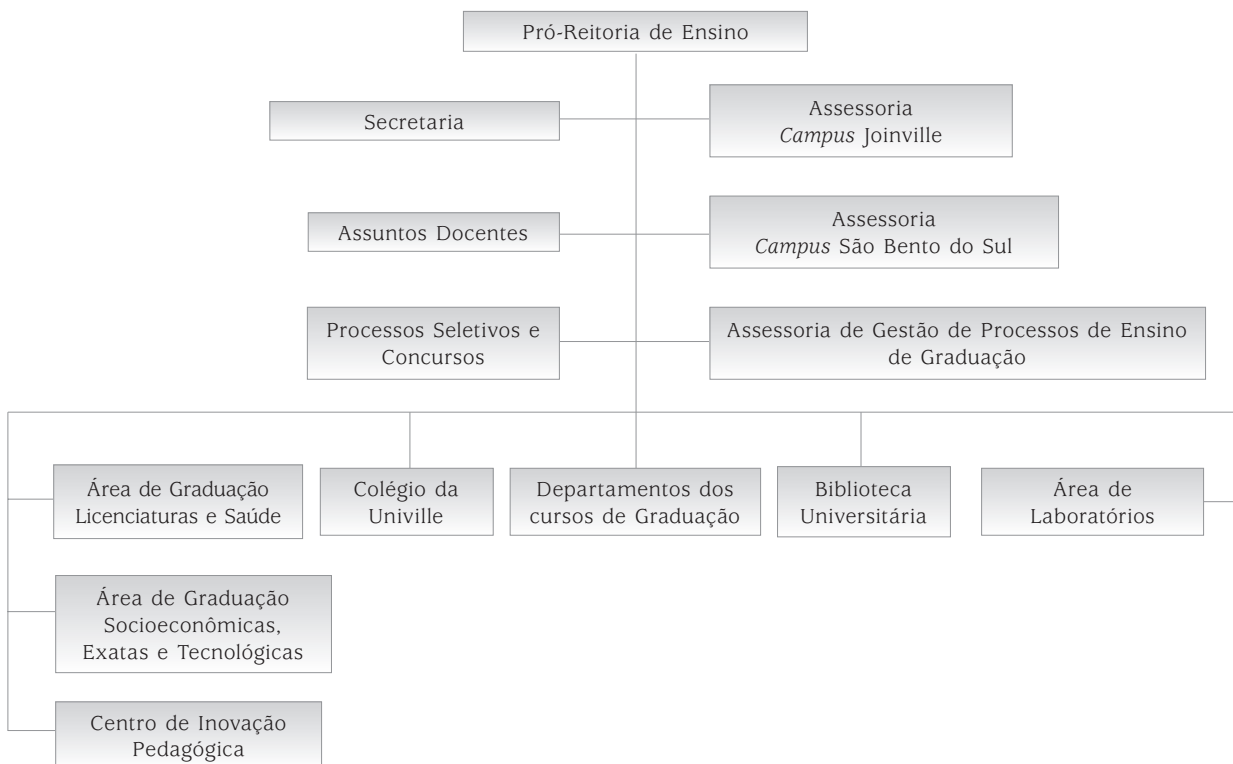 Pró-Reitoria de Ensino
Secretaria
Assessoria
Campus Joinville
Assuntos Docentes
Assessoria
Campus São Bento do Sul
Processos Seletivos e
Concursos
Assessoria de Gestão de Processos de Ensino
de Graduação
Área de Graduação
Licenciaturas e Saúde
Colégio da
Univille
Departamentos dos
cursos de Graduação
Biblioteca
Universitária
Área de
Laboratórios
Área de Graduação
Socioeconômicas,
Exatas e Tecnológicas
Centro de Inovação
Pedagógica